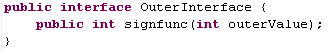 public interface OuterInterface {
    public int signfunc(int outerValue);
}